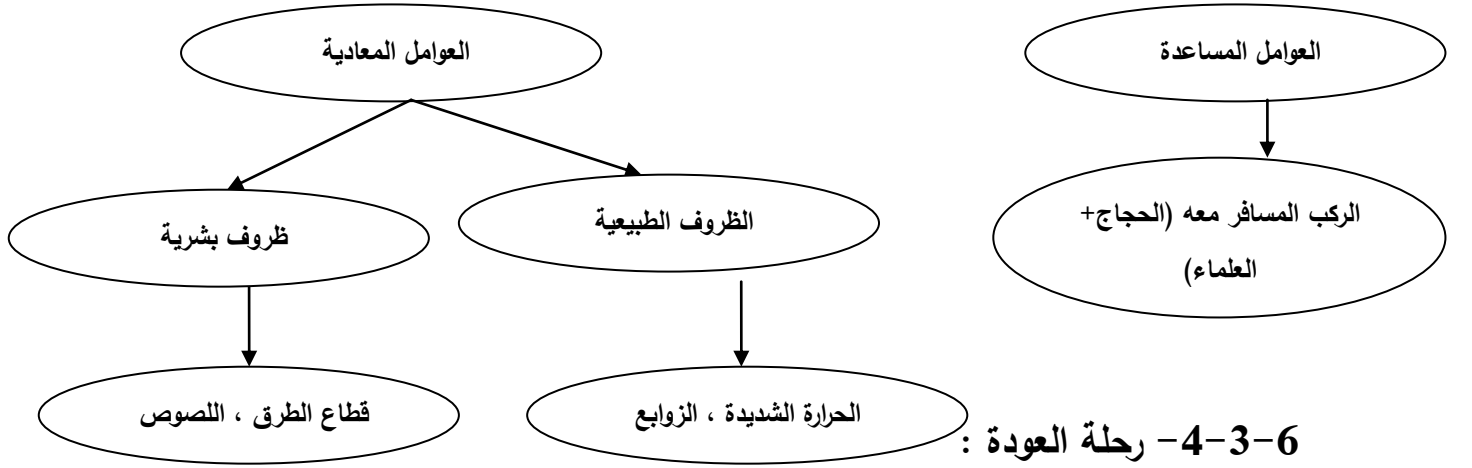 العوامل المساعدة
العوامل المعادية
الركب المسافر معه (الحجاج+
العلماء)
الظروف الطبيعية
ظروف بشرية
الحرارة الشديدة ، الزوابع
قطاع الطرق ، اللصوص
6-3-4- رحلة العودة :